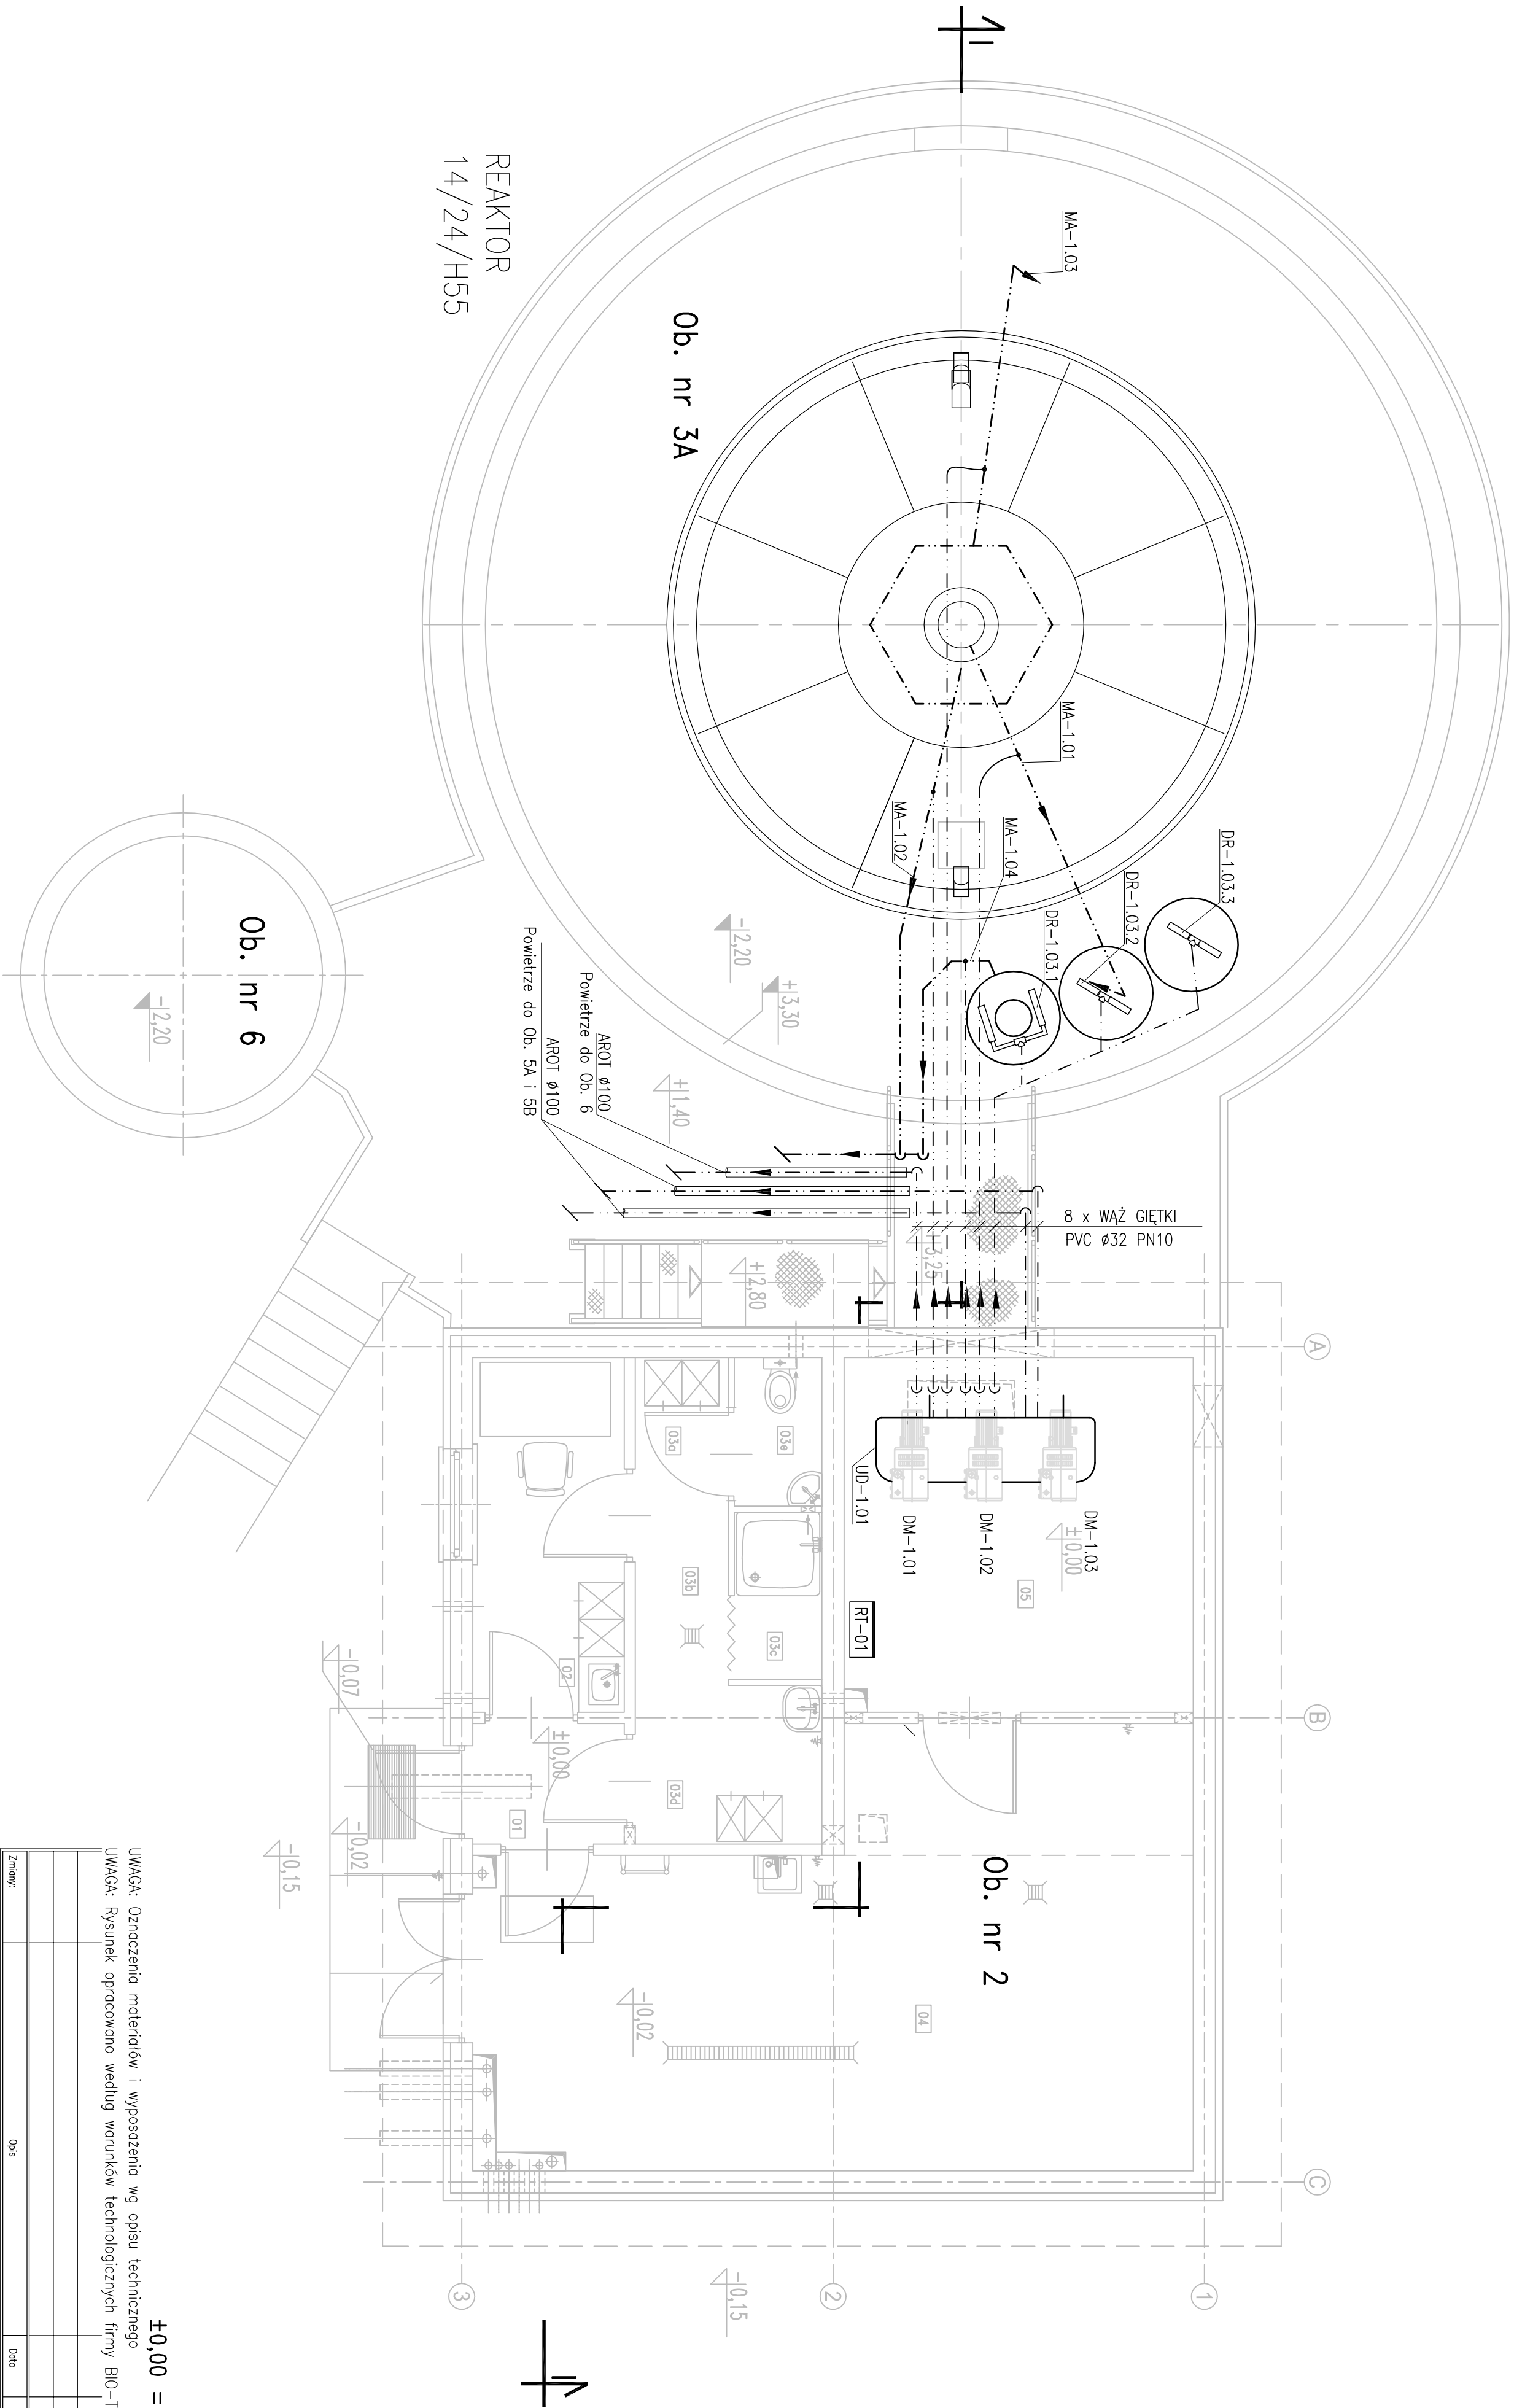 REAKTOR
14/24/H55
Ob. nr 3A
Ob. nr 6
Ob. nr 2
MA-1.03
MA-1.01
MA-1.02
MA-1.04
DR-1.03.1
DR-1.03.2
DR-1.03.3
-2,20
+3,30
+1,40
-2,20
AROT ø100
Powietrze do Ob. 6
AROT ø100
Powietrze do Ob. 5A i 5B
8 x WĄŻ GIĘTKI
PVC ø32 PN10
+2,80
+3,25
UD-1.01
DM-1.01
DM-1.02
DM-1.03
±0,00
RT-01
05
03a
03e
03b
03c
02
03d
01
04
±0,00
-0,07
-0,02
-0,15
-0,02
-0,15
A
B
C
1
2
3
1
1
±0,00 =
UWAGA: Oznaczenia materiałów i wyposażenia wg opisu technicznego
UWAGA: Rysunek opracowano według warunków technologicznych firmy BIO-T
Zmiany:
Opis
Data